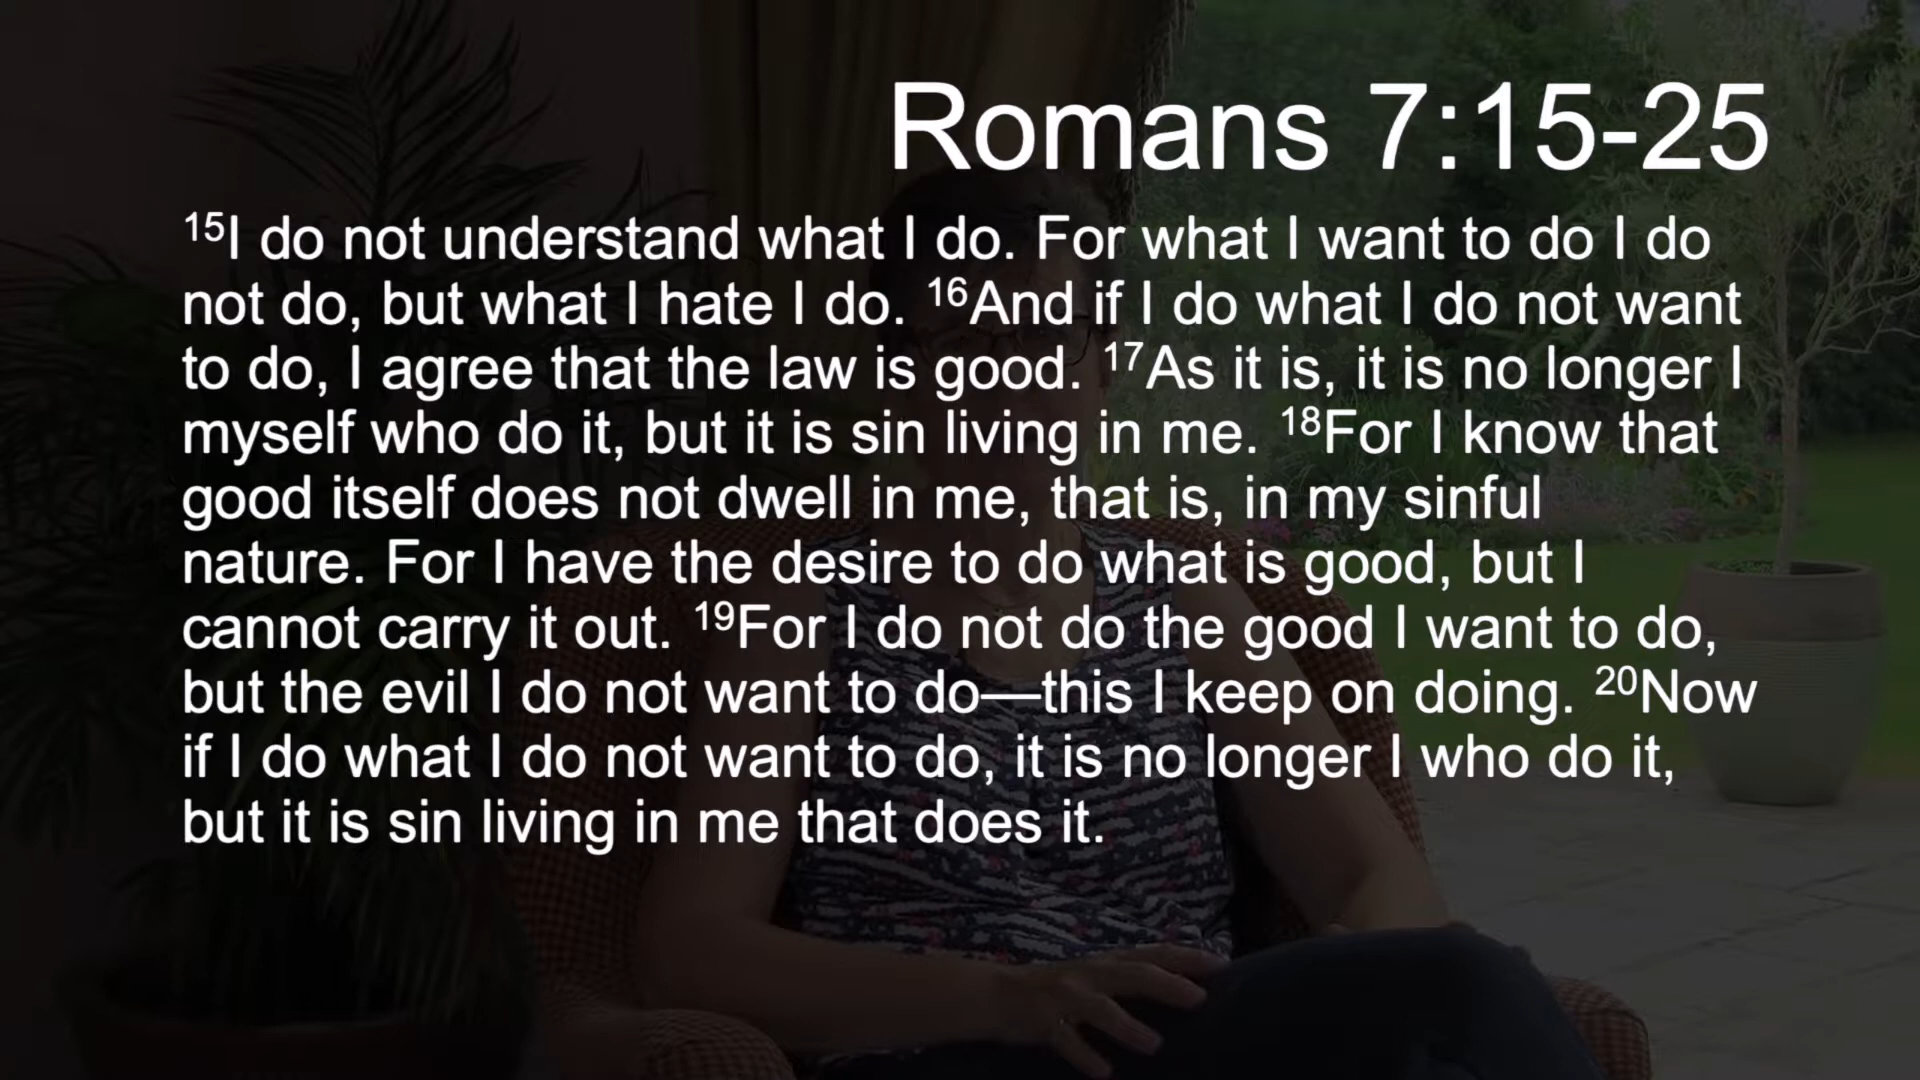 Romans 7:15-25
15I do not understand what I do. For what I want to do I do
not do, but what I hate I do. 16And if I do what I do not want
to do, I agree that the law is good. 17As it is, it is no longer I
myself who do it, but it is sin living in me. 18For I know that
good itself does not dwell in me, that is, in my sinful
nature. For I have the desire to do what is good, but I
cannot carry it out. 19For I do not do the good I want to do,
but the evil I do not want to do—this I keep on doing. 20Now
if I do what I do not want to do, it is no longer I who do it,
but it is sin living in me that does it.